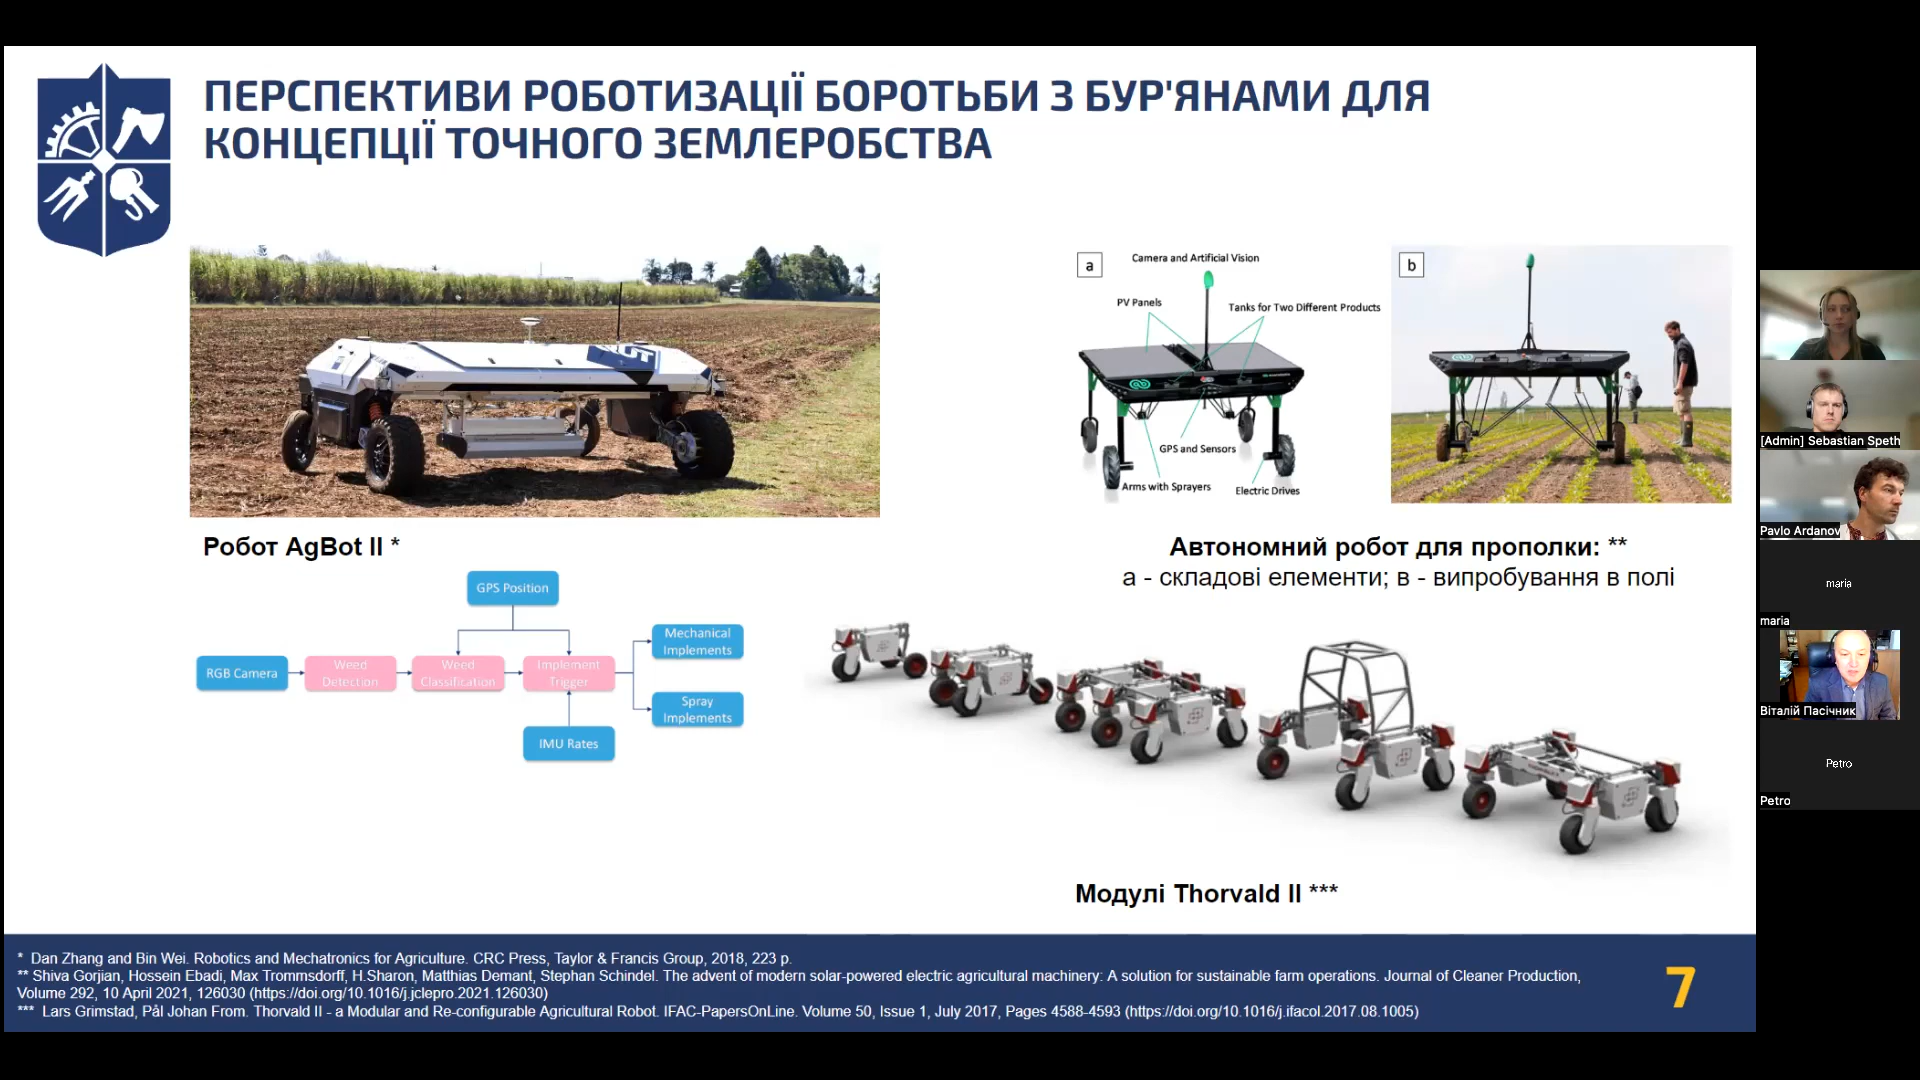 ПЕРСПЕКТИВИ РОБОТИЗАЦІЇ БОРОТЬБИ З БУР'ЯНАМИ ДЛЯ
КОНЦЕПЦІЇ ТОЧНОГО ЗЕМЛЕРОБСТВА
a
Camera and Artificial Vision
PV Panels
Tanks for Two Different Products
GPS and Sensors
Arms with Sprayers
Electric Drives
b
Робот AgBot II *
Автономний робот для прополки: **
а - складові елементи; в - випробування в полі
GPS Position
RGB Camera
Weed
Detection
Weed
Classification
Implement
Trigger
Mechanical
Implements
Spray
Implements
IMU Rates
Модулі Thorvald II ***
* Dan Zhang and Bin Wei. Robotics and Mechatronics for Agriculture. CRC Press, Taylor & Francis Group, 2018, 223 p.
** Shiva Gorjian, Hossein Ebadi, Max Trommsdorff, H.Sharon, Matthias Demant, Stephan Schindel. The advent of modern solar-powered electric agricultural machinery: A solution for sustainable farm operations. Journal of Cleaner Production,
Volume 292, 10 April 2021, 126030 (https://doi.org/10.1016/j.jclepro.2021.126030)
*** Lars Grimstad, Pål Johan From. Thorvald II - a Modular and Re-configurable Agricultural Robot. IFAC-PapersOnLine. Volume 50, Issue 1, July 2017, Pages 4588-4593 (https://doi.org/10.1016/j.ifacol.2017.08.1005)
7
[Admin] Sebastian Speth
Pavlo Ardanov
maria
maria
Віталій Пасічник
Petro
Petro